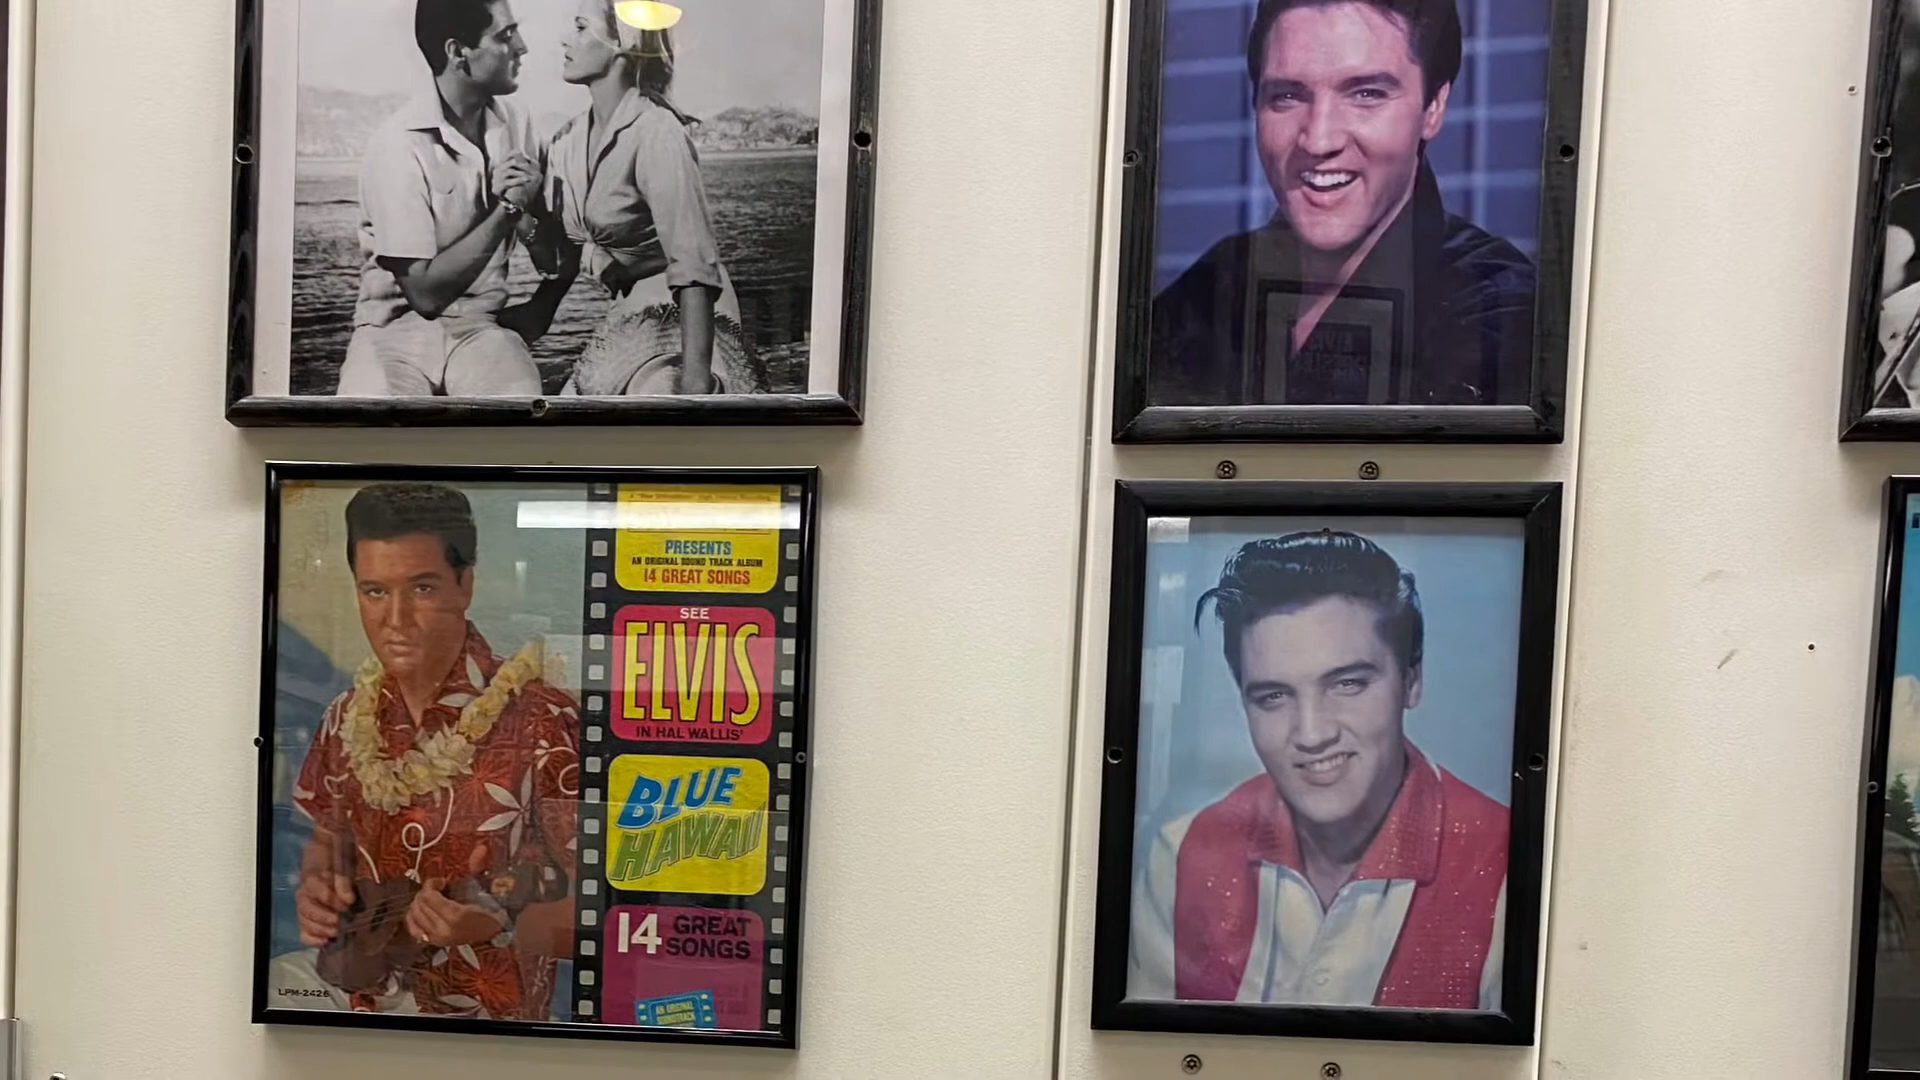 PRESENTS
AN ORIGINAL SOUND TRACK ALBUM
14 GREAT SONGS
SEE
ELVIS
IN HAL WALLIS'
BLUE
HAWAII
14 GREAT
SONGS
AN ORIGINAL
SOUNDTRACK
LPM-2426